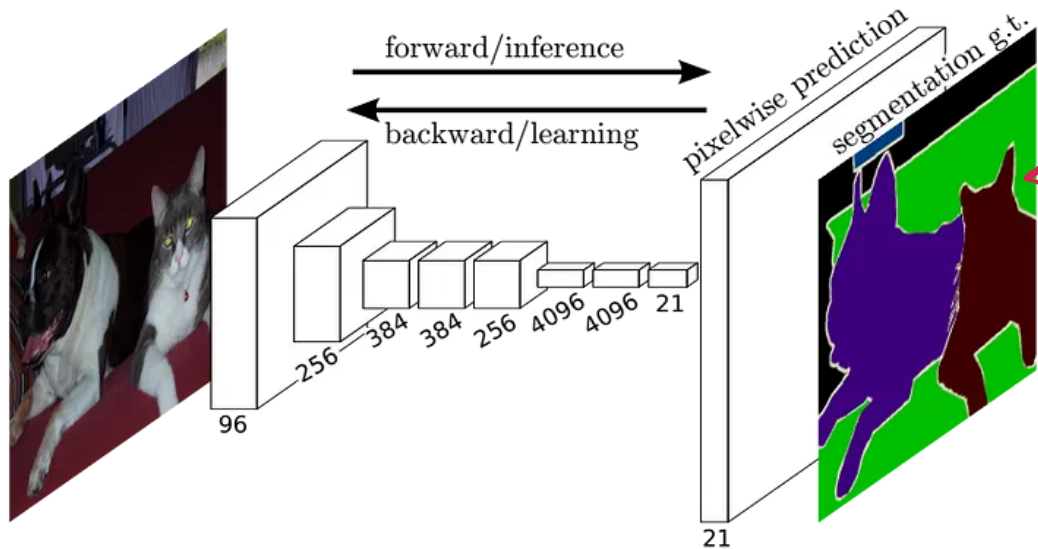 forward/inference
backward/learning
pixelwise prediction
segmentation g.t.
96
256
384
384
256
4096
4096
21
21